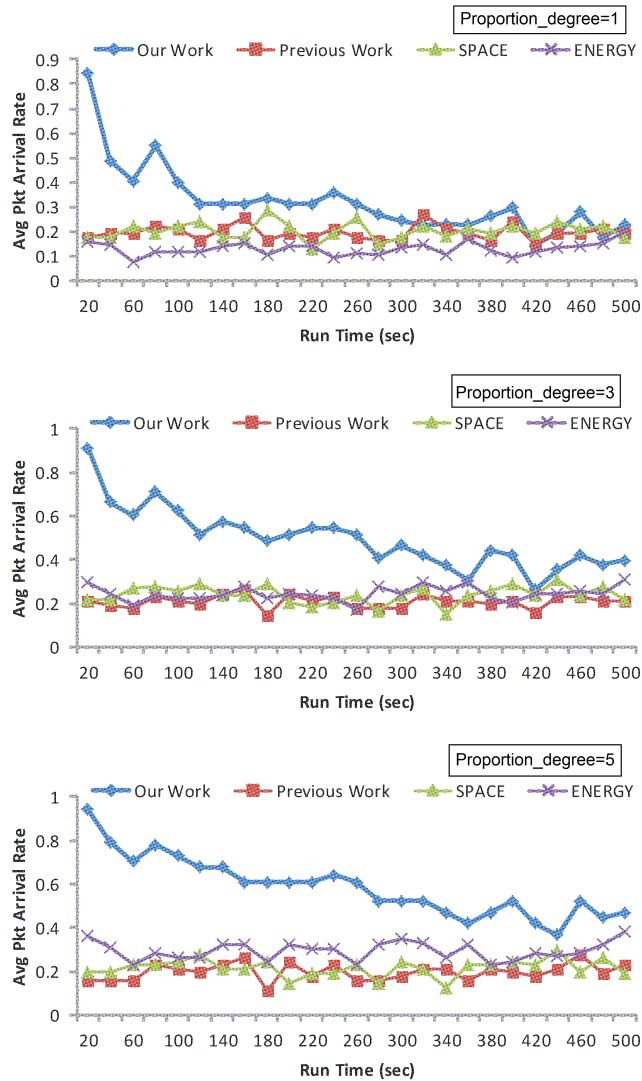 Proportion_degree=1
Our Work Previous Work SPACE ENERGY
Avg Pkt Arrival Rate
0.9
0.8
0.7
0.6
0.5
0.4
0.3
0.2
0.1
0
20 60 100 140 180 220 260 300 340 380 420 460 500
Run Time (sec)
Proportion_degree=3
Our Work Previous Work SPACE ENERGY
Avg Pkt Arrival Rate
1
0.8
0.6
0.4
0.2
0
20 60 100 140 180 220 260 300 340 380 420 460 500
Run Time (sec)
Proportion_degree=5
Our Work Previous Work SPACE ENERGY
Avg Pkt Arrival Rate
1
0.8
0.6
0.4
0.2
0
20 60 100 140 180 220 260 300 340 380 420 460 500
Run Time (sec)